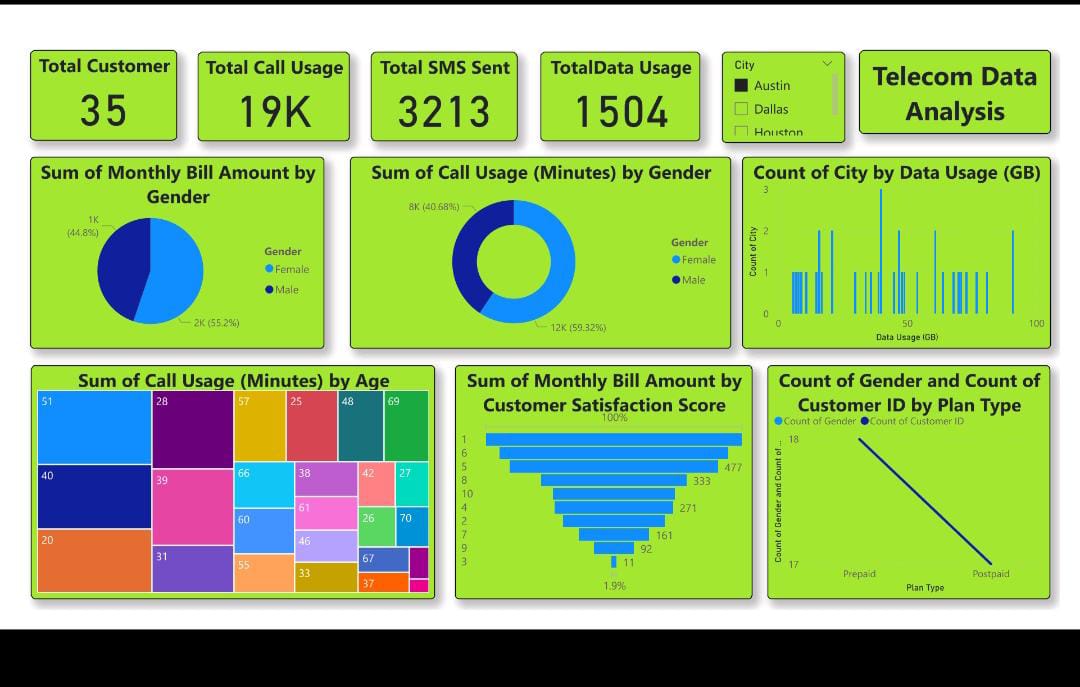 Total Customer
35
Total Call Usage
19K
Total SMS Sent
3213
TotalData Usage
1504
City
Austin
Dallas
Houston
Telecom Data
Analysis
Sum of Monthly Bill Amount by
Gender
1K
(44.8%)
2K (55.2%)
Gender
Female
Male
Sum of Call Usage (Minutes) by Gender
8K (40.68%)
12K (59.32%)
Gender
Female
Male
Count of City by Data Usage (GB)
Count of City
3
2
1
0
0
50
100
Data Usage (GB)
Sum of Call Usage (Minutes) by Age
51
40
20
28
39
31
57
25
48
69
66
60
55
38
61
46
33
42
27
26
70
67
37
Sum of Monthly Bill Amount by
Customer Satisfaction Score
100%
1
6
5
477
8
333
10
4
271
2
7
161
9
92
3
11
1.9%
Count of Gender and Count of
Customer ID by Plan Type
Count of Gender
Count of Customer ID
Count of Gender and Count of ...
18
17
Prepaid
Postpaid
Plan Type